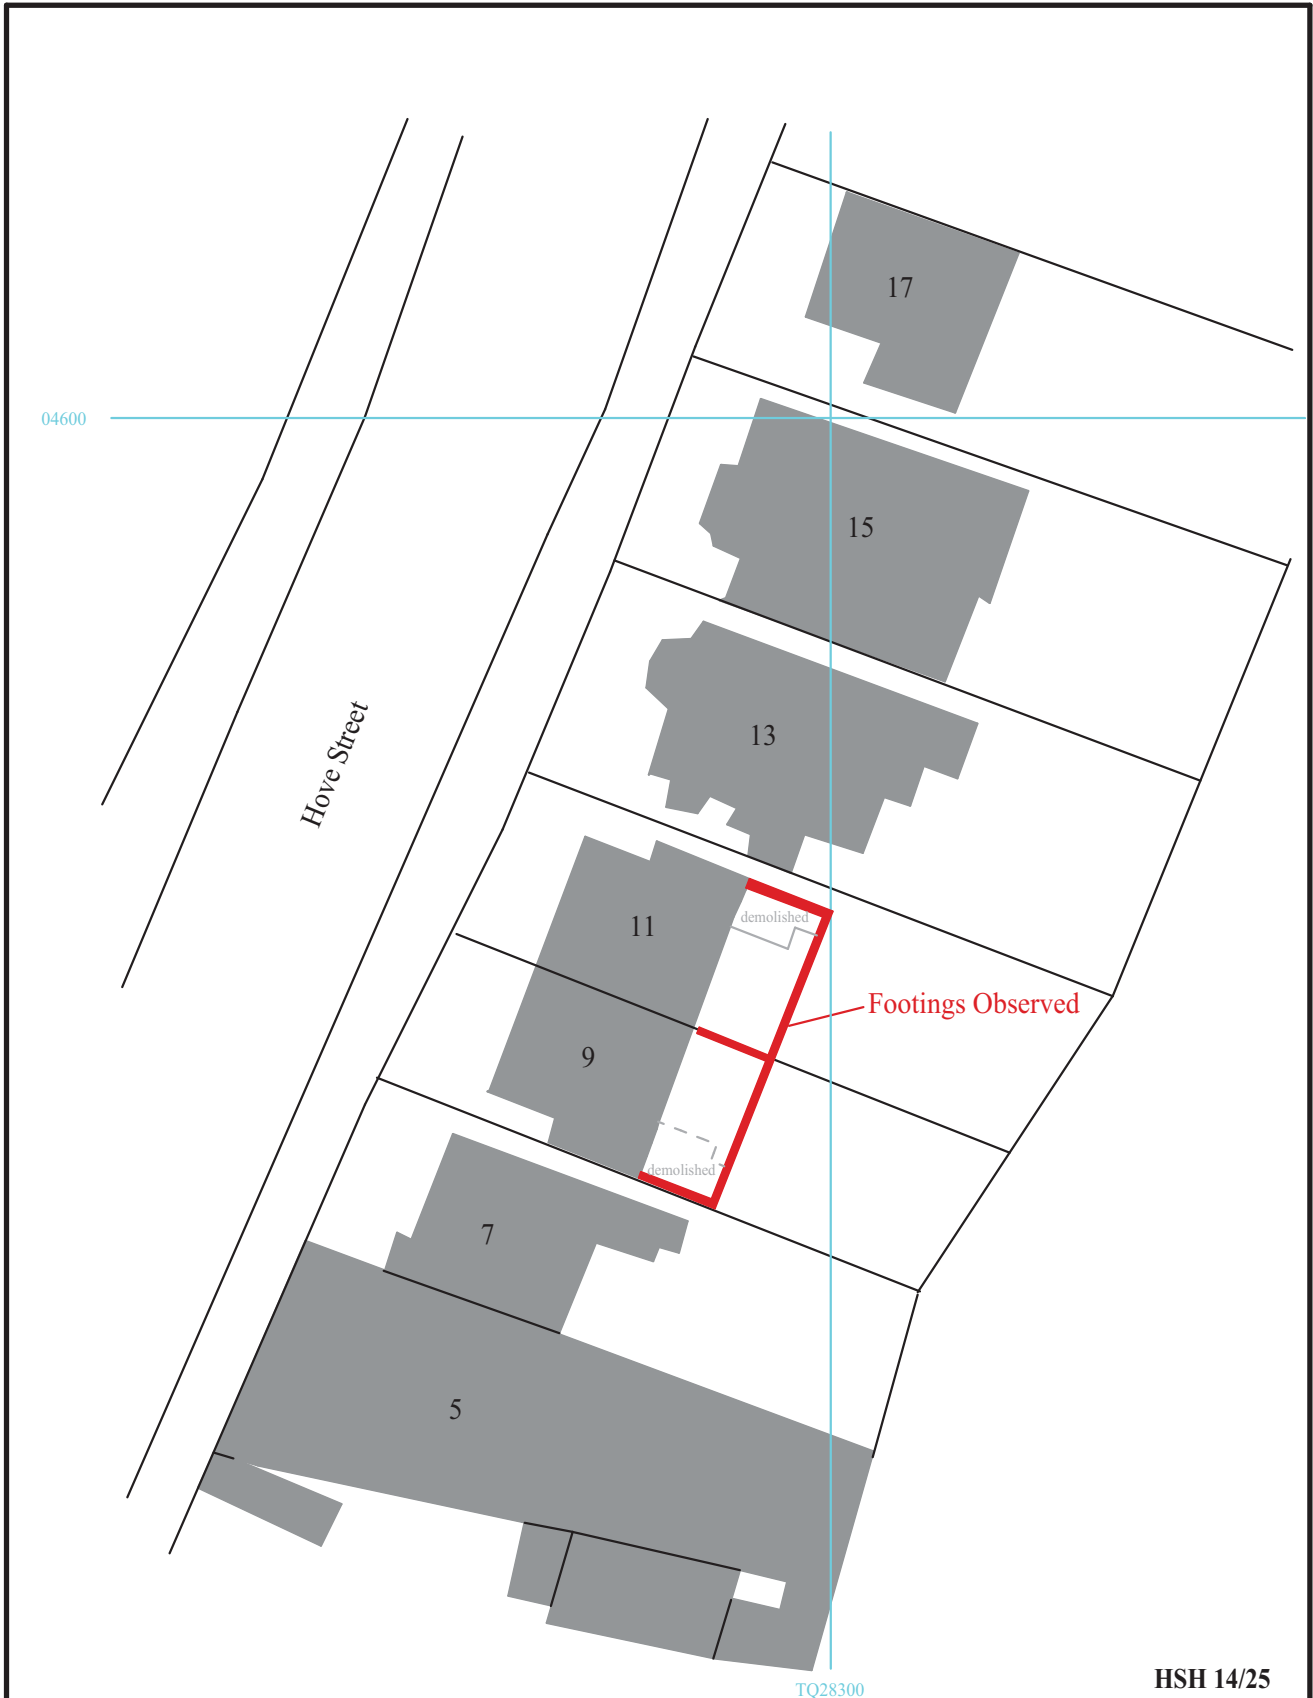 17
04600
15
Hove Street
13
demolished
11
Footings Observed
9
demolished
7
5
HSH 14/25
TQ28300